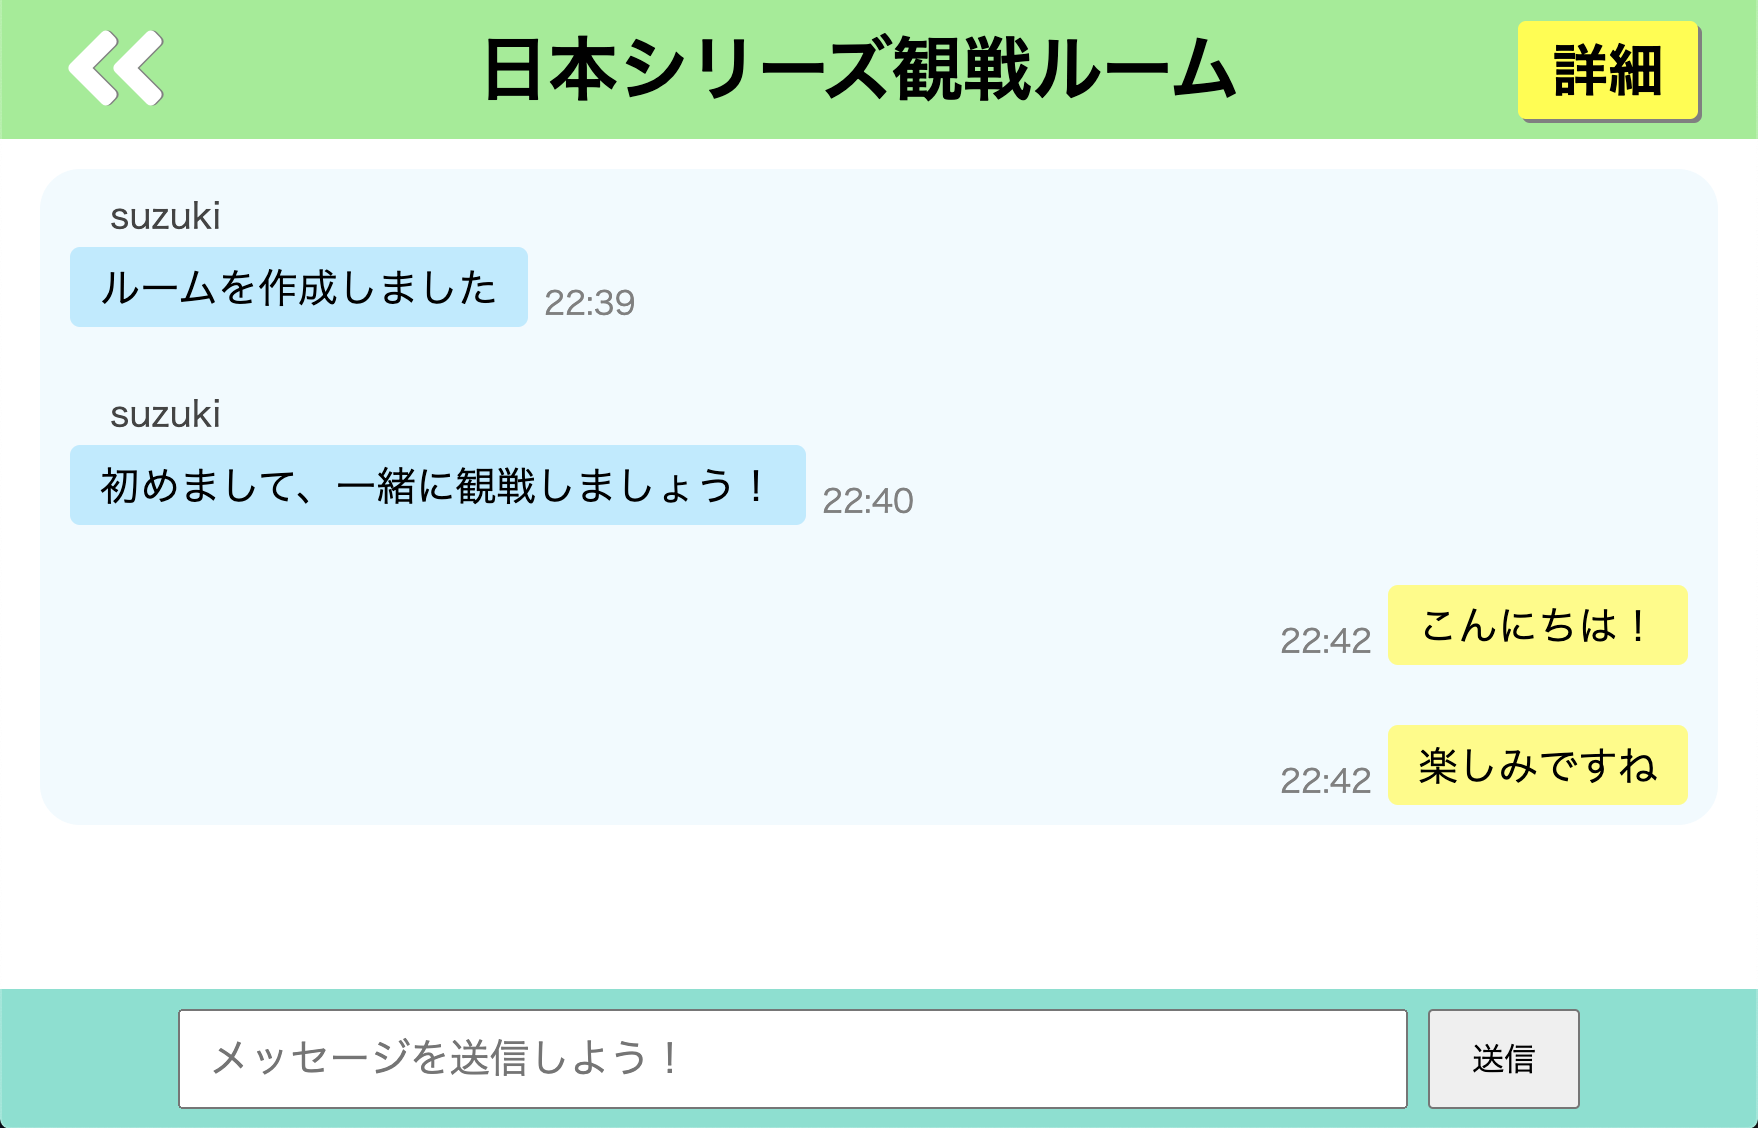 日本シリーズ観戦ルーム
詳細
suzuki
ルームを作成しました
22:39
suzuki
初めまして、一緒に観戦しましょう！
22:40
22:42
こんにちは！
22:42
楽しみですね
メッセージを送信しよう！
送信